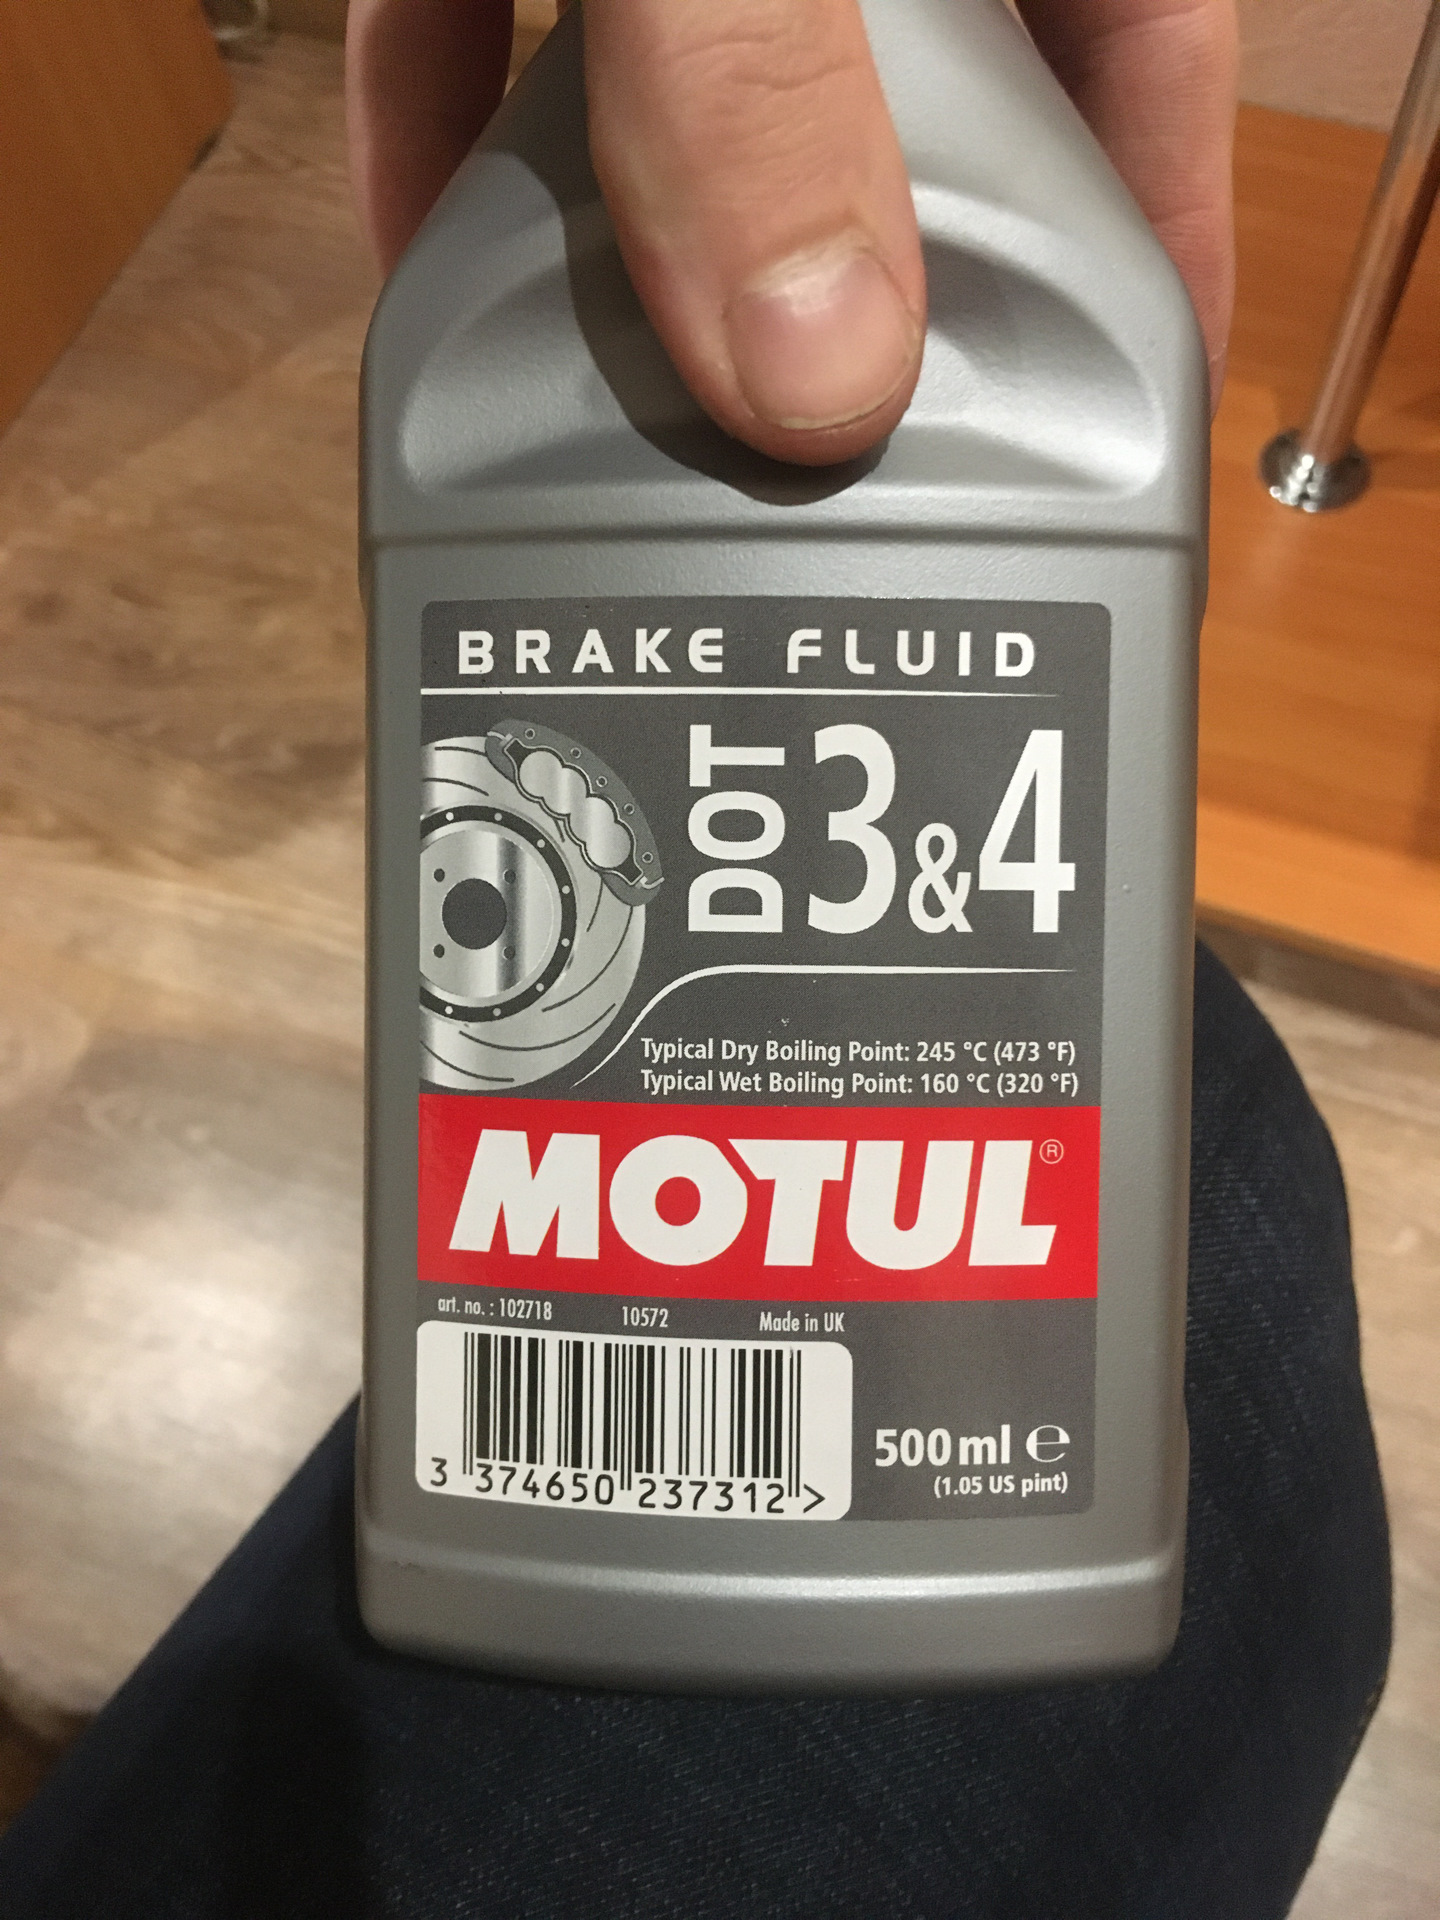 BRAKE FLUID
DOT 3&4
Typical Dry Boiling Point: 245 °C (473 °F)
Typical Wet Boiling Point: 160 °C (320 °F)
MOTUL®
art. no. : 102718 10572 Made in UK
3 374650 237312 >
500 ml ℮
(1.05 US pint)